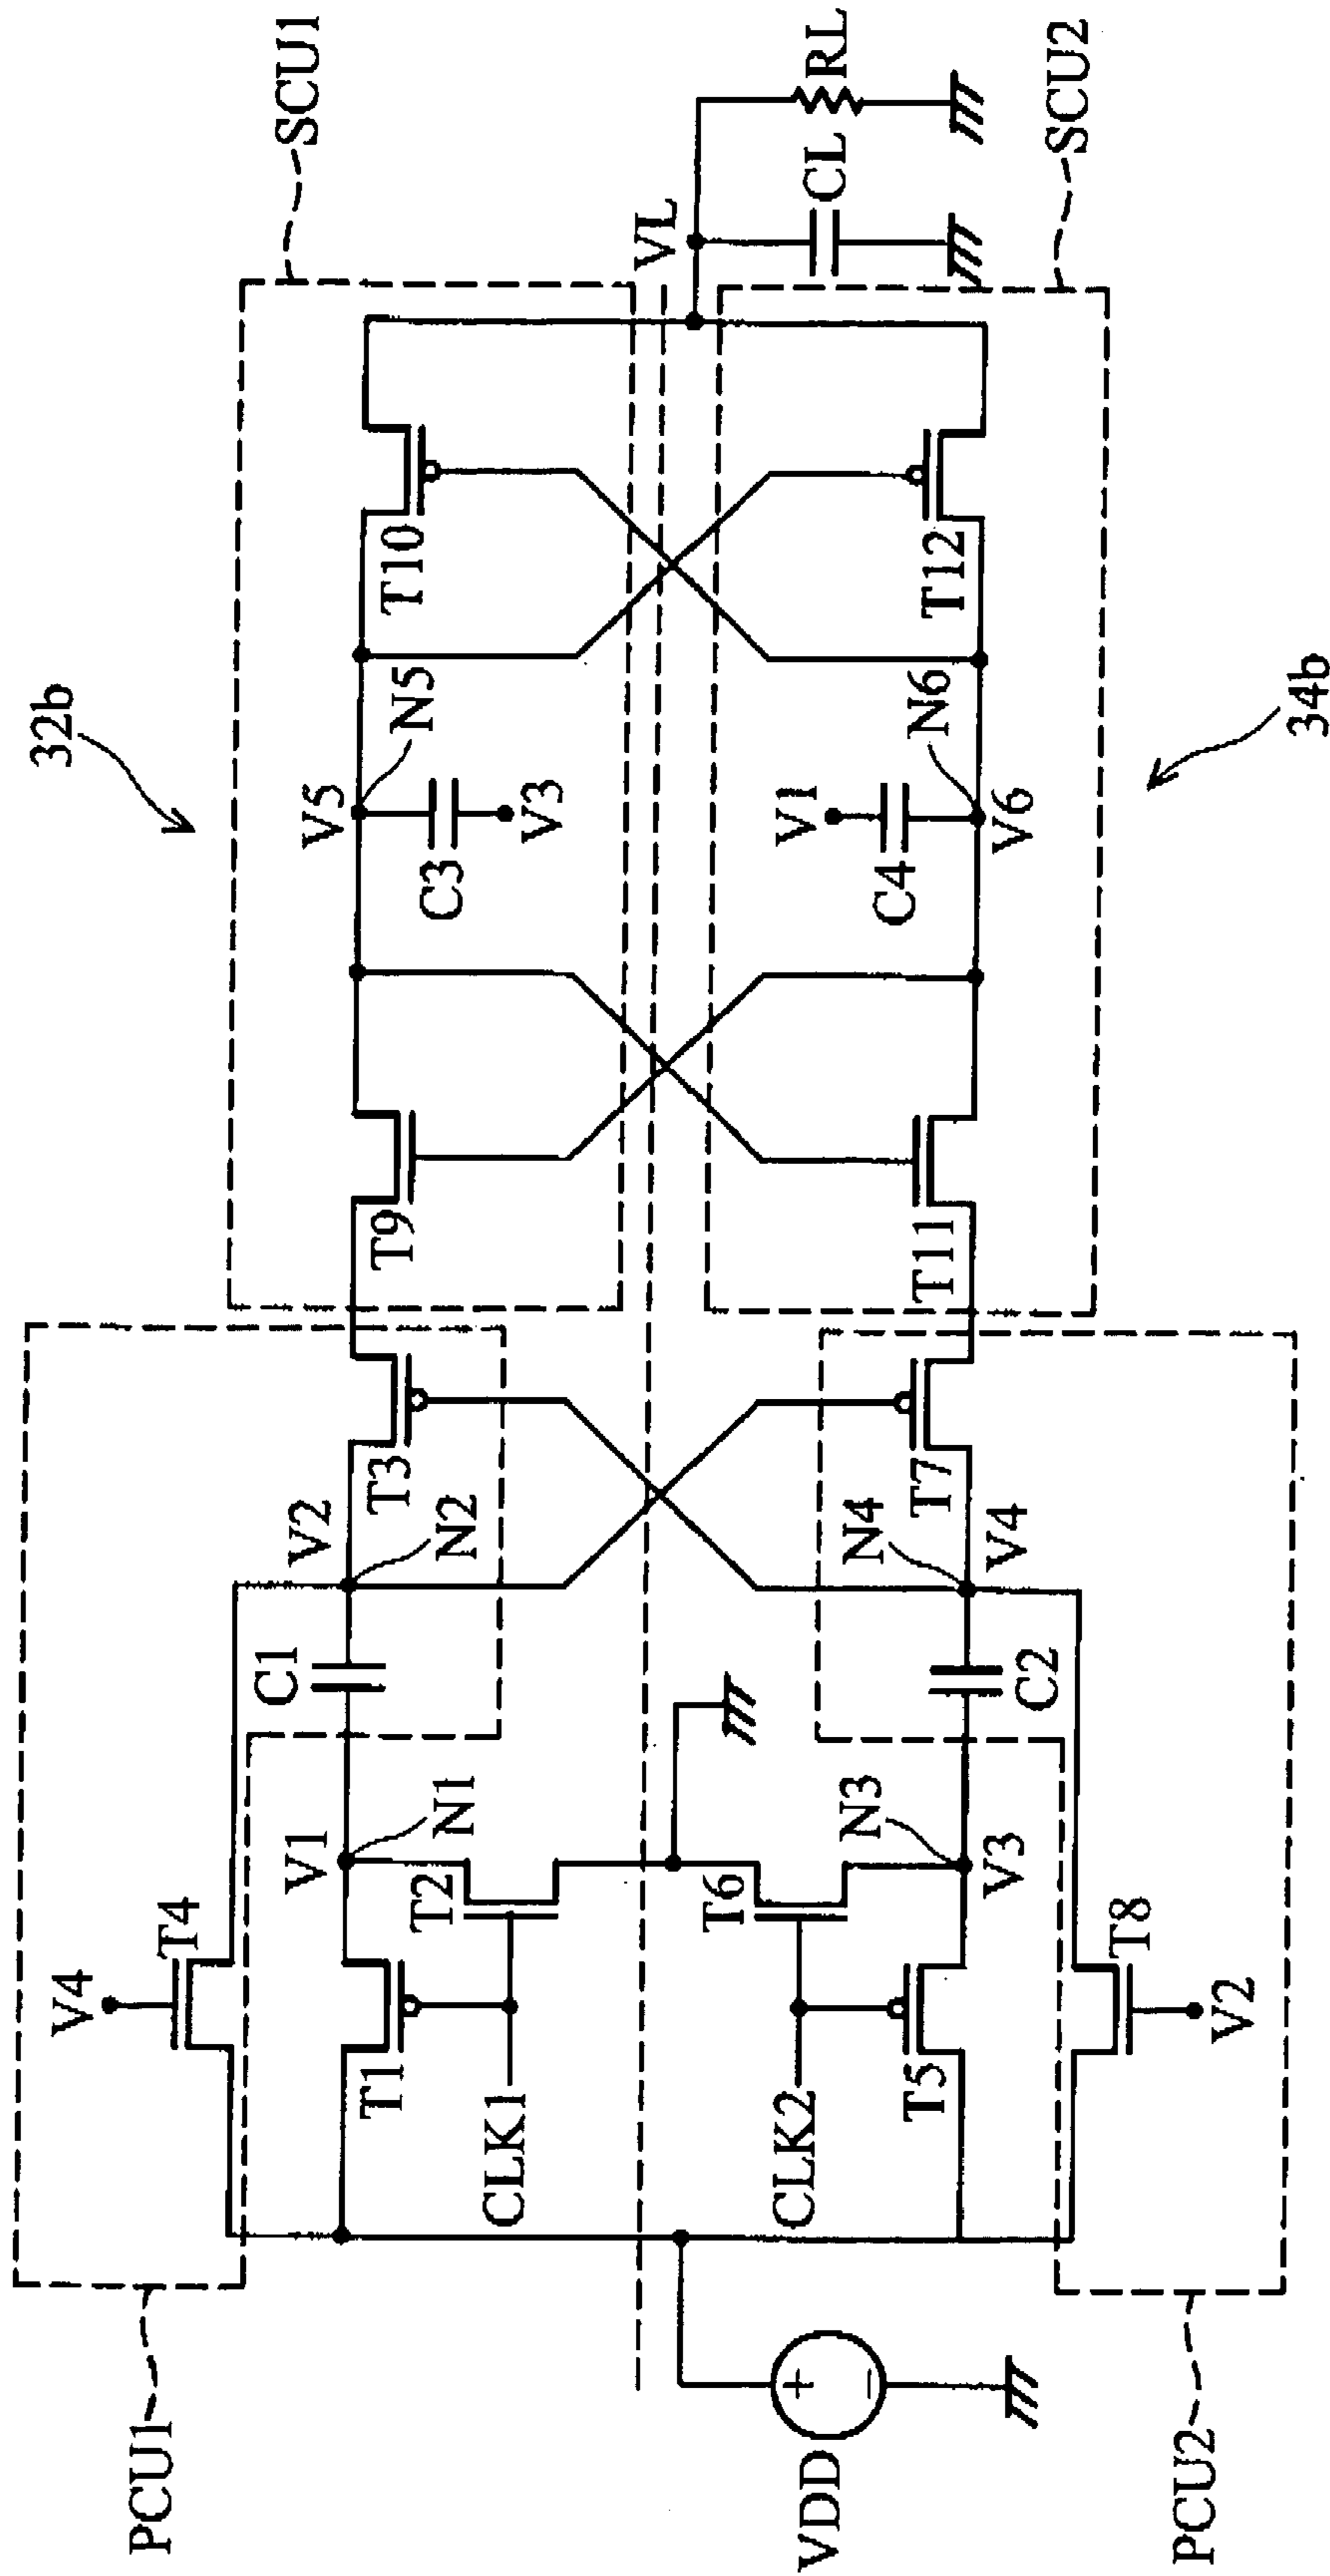 32b
SCU1
PCU1
V4
T4
V1
N1
T1
T2
CLK1
C1
V2
N2
T3
T9
V5
N5
C3
V3
T10
VL
CL
RL
VDD
CLK2
T6
T5
N3
V3
C2
N4
V4
T7
T11
V1
C4
N6
V6
T12
T8
V2
PCU2
SCU2
34b